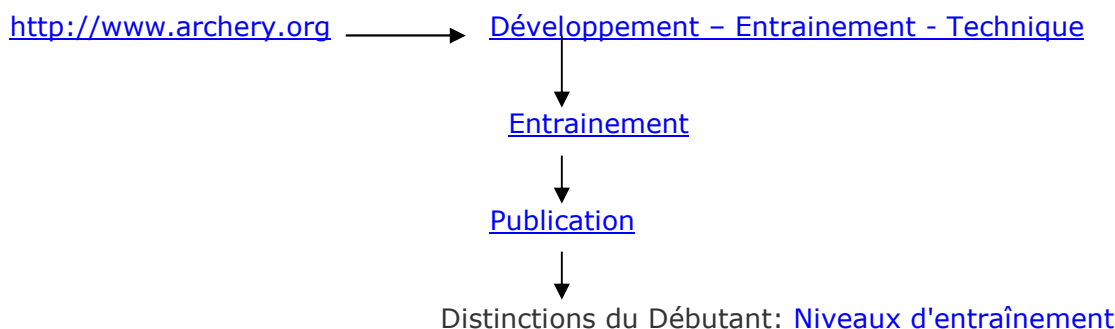 http://www.archery.org Développement – Entrainement - Technique
Entrainement
Publication
Distinctions du Débutant: Niveaux d'entraînement